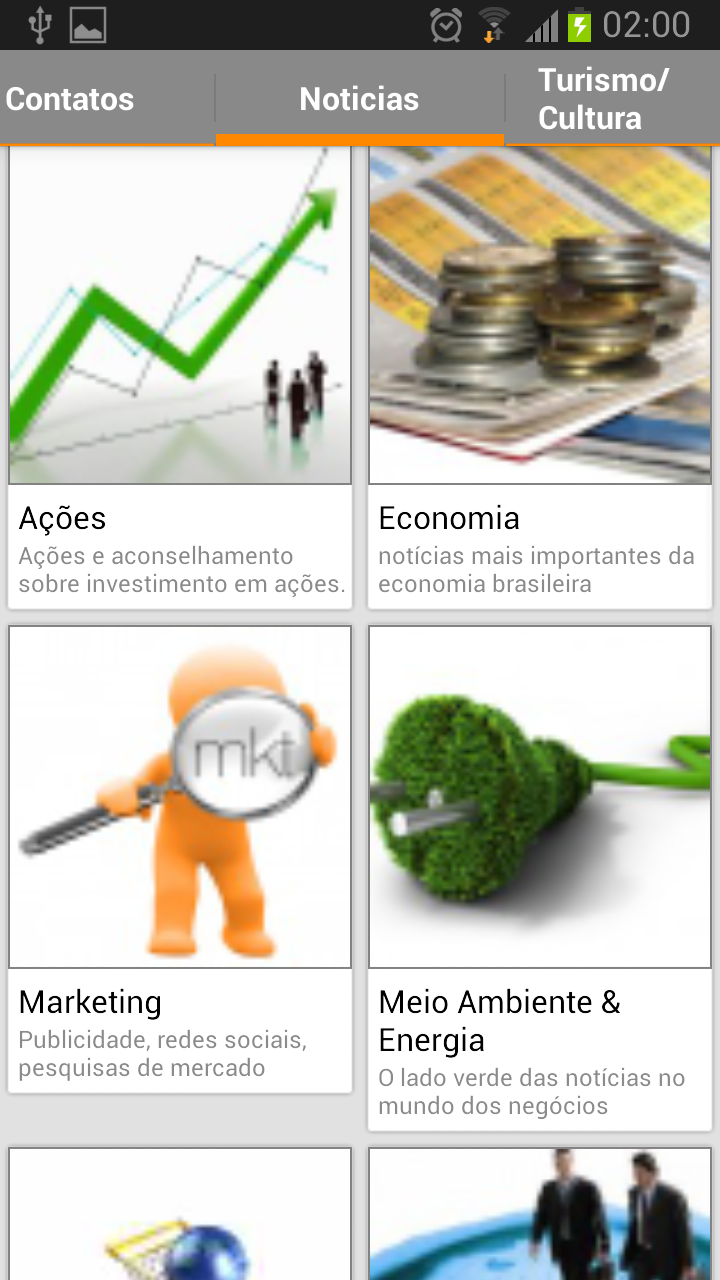 02:00
Contatos
Noticias
Turismo/
Cultura
Ações
Ações e aconselhamento
sobre investimento em ações.
Economia
notícias mais importantes da
economia brasileira
mkt
Marketing
Publicidade, redes sociais,
pesquisas de mercado
Meio Ambiente &
Energia
O lado verde das notícias no
mundo dos negócios